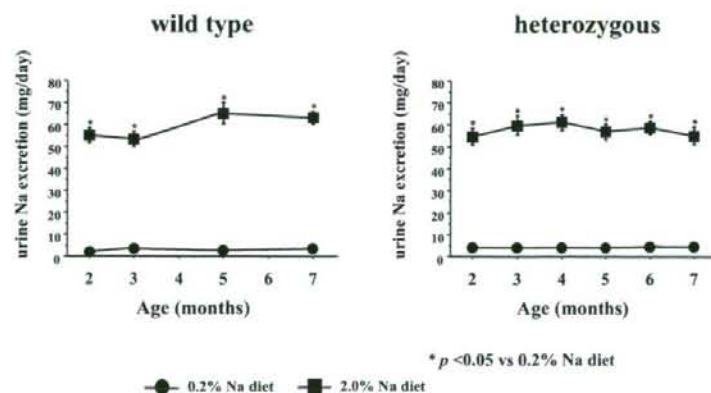 wild type
heterozygous
urine Na excretion (mg/day)
80
70
60
50
40
30
20
10
0
2 3 4 5 6 7
Age (months)
urine Na excretion (mg/day)
80
70
60
50
40
30
20
10
0
2 3 4 5 6 7
Age (months)
* p <0.05 vs 0.2% Na diet
0.2% Na diet 2.0% Na diet